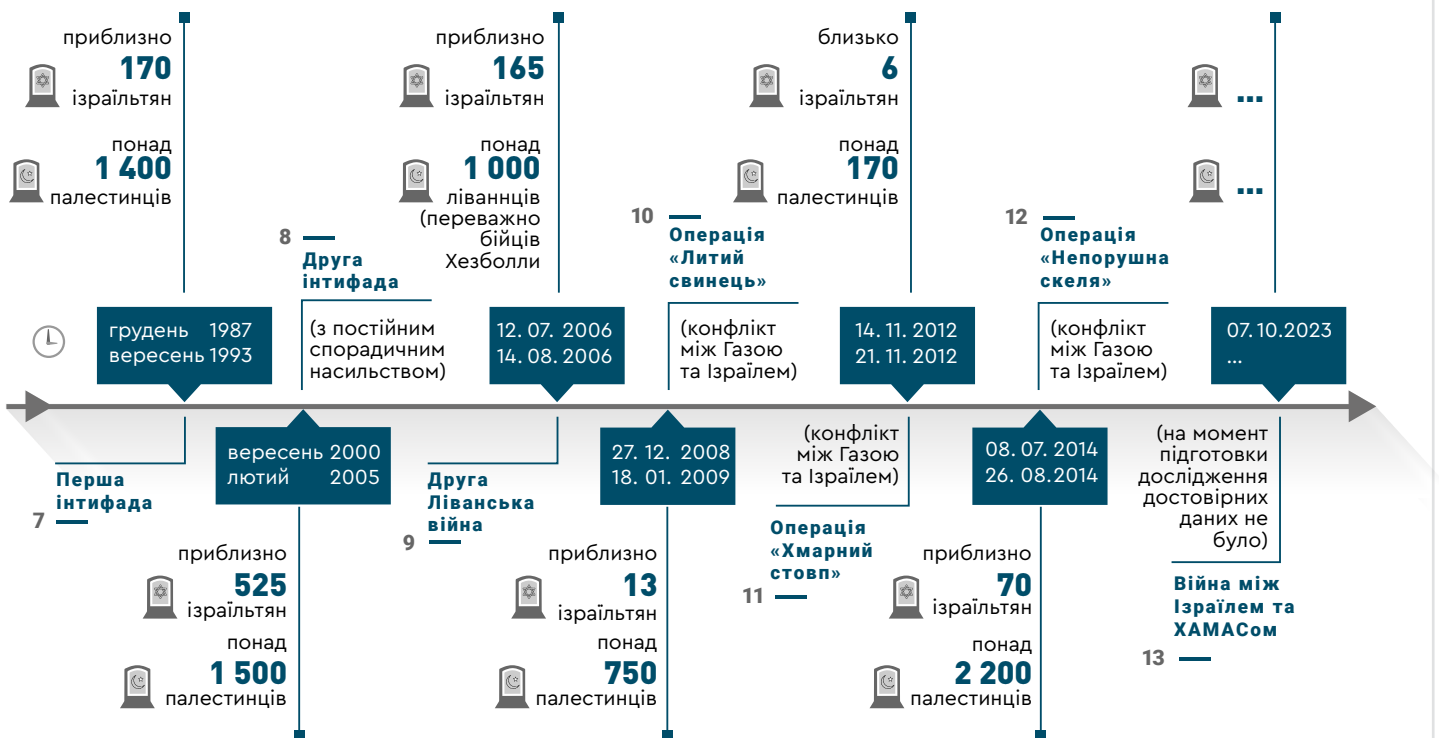 приблизно
170
ізраїльтян
понад
1 400
палестинців
грудень 1987
вересень 1993
Перша
інтифада
7
8
Друга
інтифада
(з постійним
спорадичним
насильством)
вересень 2000
лютий 2005
приблизно
525
ізраїльтян
понад
1 500
палестинців
приблизно
165
ізраїльтян
понад
1 000
ліваннців
(переважно
бійців
Хезболли
12. 07. 2006
14. 08. 2006
Друга
Ліванська
війна
9
10
Операція
«Литий
свинець»
(конфлікт
між Газою
та Ізраїлем)
27. 12. 2008
18. 01. 2009
приблизно
13
ізраїльтян
понад
750
палестинців
близько
6
ізраїльтян
понад
170
палестинців
14. 11. 2012
21. 11. 2012
(конфлікт
між Газою
та Ізраїлем)
Операція
«Хмарний
стовп»
11
12
Операція
«Непорушна
скеля»
(конфлікт
між Газою
та Ізраїлем)
08. 07. 2014
26. 08.2014
приблизно
70
ізраїльтян
понад
2 200
палестинців
...
...
07.10.2023
...
(на момент
підготовки
дослідження
достовірних
даних не
було)
Війна між
Ізраїлем та
ХАМАСом
13